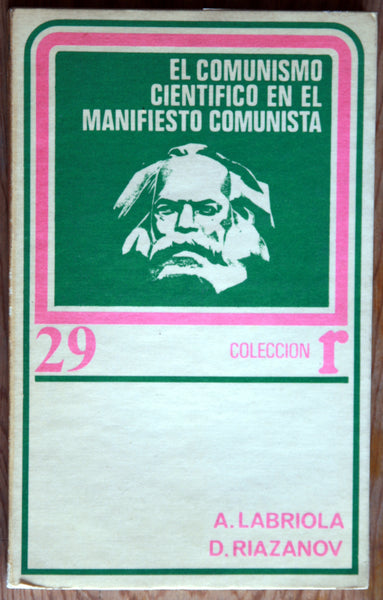 EL COMUNISMO
CIENTIFICO EN EL
MANIFIESTO COMUNISTA
29
COLECCION r
A. LABRIOLA
D. RIAZANOV